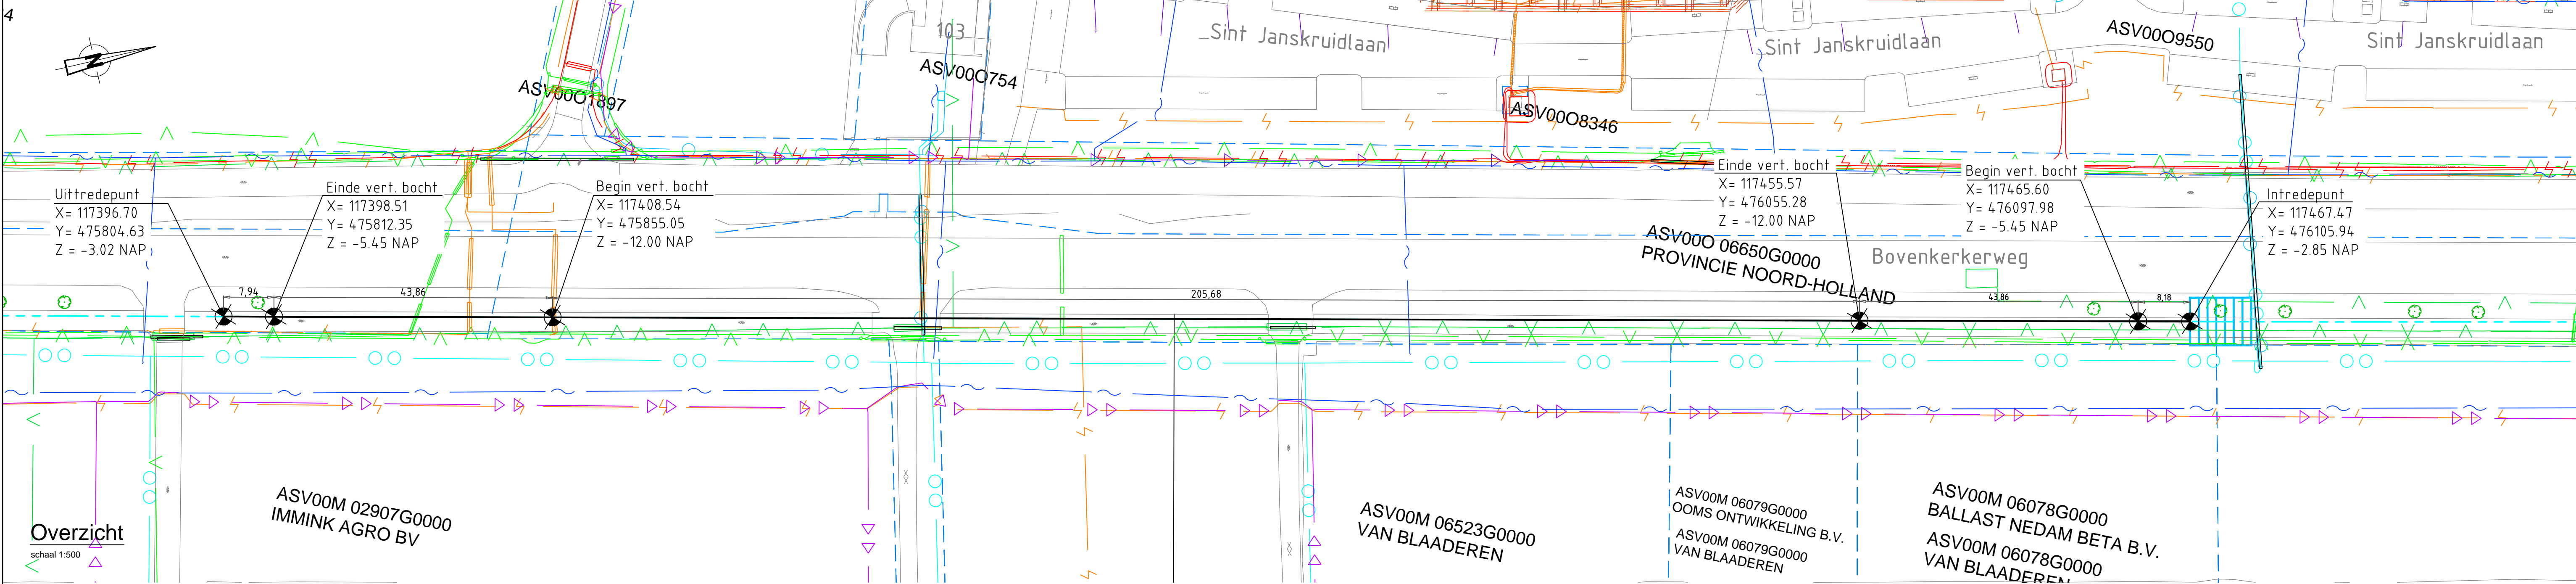 4
N
103
Sint Janskruidlaan
Sint Janskruidlaan
Sint Janskruidlaan
ASV00O1897
ASV00O754
ASV00O8346
ASV00O9550
Uittredepunt
X= 117396.70
Y= 475804.63
Z = -3.02 NAP
Einde vert. bocht
X= 117398.51
Y= 475812.35
Z = -5.45 NAP
Begin vert. bocht
X= 117408.54
Y= 475855.05
Z = -12.00 NAP
Einde vert. bocht
X= 117455.57
Y= 476055.28
Z = -12.00 NAP
Begin vert. bocht
X= 117465.60
Y= 476097.98
Z = -5.45 NAP
Intredepunt
X= 117467.47
Y= 476105.94
Z = -2.85 NAP
ASV00O 06650G0000
PROVINCIE NOORD-HOLLAND
Bovenkerkerweg
7,94
43,86
205,68
43,86
8,18
ASV00M 02907G0000
IMMINK AGRO BV
ASV00M 06523G0000
VAN BLAADEREN
ASV00M 06079G0000
OOMS ONTWIKKELING B.V.
ASV00M 06079G0000
VAN BLAADEREN
ASV00M 06078G0000
BALLAST NEDAM BETA B.V.
ASV00M 06078G0000
VAN BLAADEREN
Overzicht
schaal 1:500